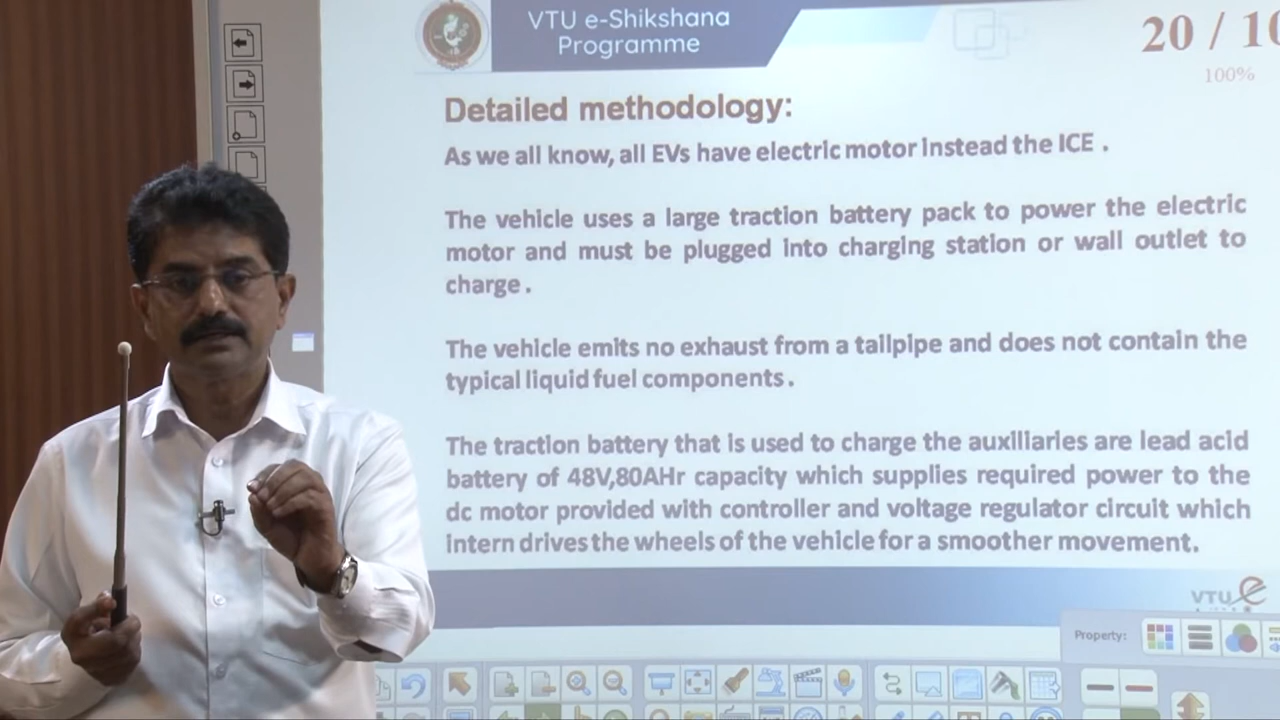 VTU e-Shikshana
Programme
20 / 10
100%
Detailed methodology:
As we all know, all EVs have electric motor instead the ICE .
The vehicle uses a large traction battery pack to power the electric
motor and must be plugged into charging station or wall outlet to
charge .
The vehicle emits no exhaust from a tailpipe and does not contain the
typical liquid fuel components .
The traction battery that is used to charge the auxiliaries are lead acid
battery of 48V,80AHr capacity which supplies required power to the
dc motor provided with controller and voltage regulator circuit which
intern drives the wheels of the vehicle for a smoother movement.
VTU e
Property: